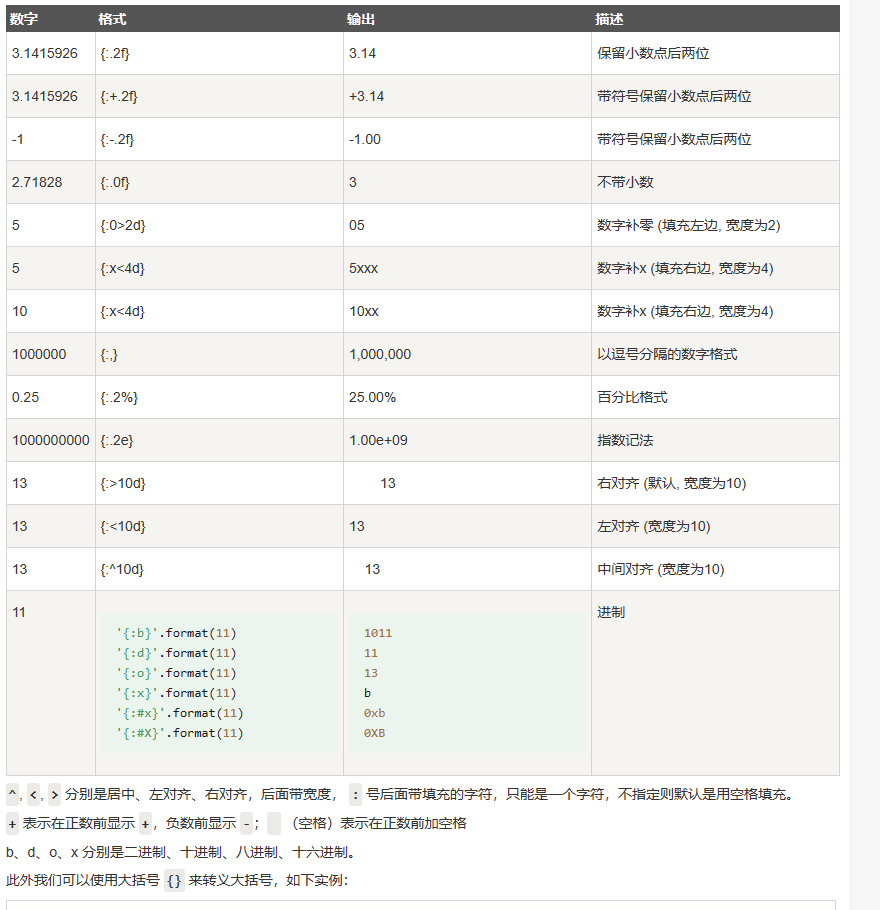 数字 格式 输出 描述
3.1415926 {:.2f} 3.14 保留小数点后两位
3.1415926 {:+.2f} +3.14 带符号保留小数点后两位
-1 {:-.2f} -1.00 带符号保留小数点后两位
2.71828 {:.0f} 3 不带小数
5 {:0>2d} 05 数字补零 (填充左边, 宽度为2)
5 {:x<4d} 5xxx 数字补x (填充右边, 宽度为4)
10 {:x<4d} 10xx 数字补x (填充右边, 宽度为4)
1000000 {:,} 1,000,000 以逗号分隔的数字格式
0.25 {:.2%} 25.00% 百分比格式
1000000000 {:.2e} 1.00e+09 指数记法
13 {:>10d} 13 右对齐 (默认, 宽度为10)
13 {:<10d} 13 左对齐 (宽度为10)
13 {:^10d} 13 中间对齐 (宽度为10)
11 进制
'{:b}'.format(11) 1011
'{:d}'.format(11) 11
'{:o}'.format(11) 13
'{:x}'.format(11) b
'{:#x}'.format(11) 0xb
'{:#X}'.format(11) 0XB
^, <, > 分别是居中、左对齐、右对齐，后面带宽度， : 号后面带填充的字符，只能是一个字符，不指定则默认是用空格填充。
+ 表示在正数前显示 +，负数前显示 -； （空格）表示在正数前加空格
b、d、o、x 分别是二进制、十进制、八进制、十六进制。
此外我们可以使用大括号 {} 来转义大括号，如下实例：